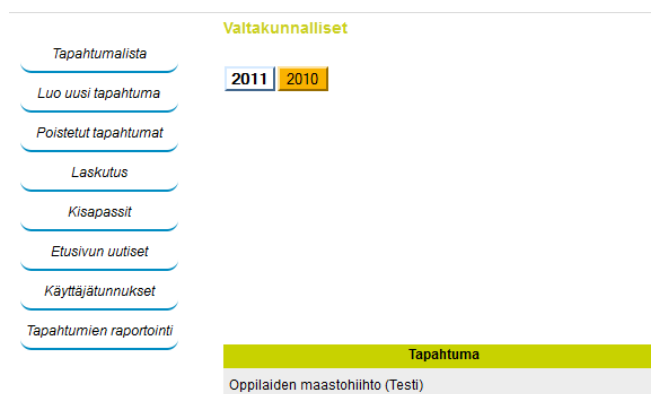 Valtakunnalliset
Tapahtumalista
Luo uusi tapahtuma
Poistetut tapahtumat
Laskutus
Kisapassit
Etusivun uutiset
Käyttäjätunnukset
Tapahtumien raportointi
2011 2010
Tapahtuma
Oppilaiden maastohiihto (Testi)